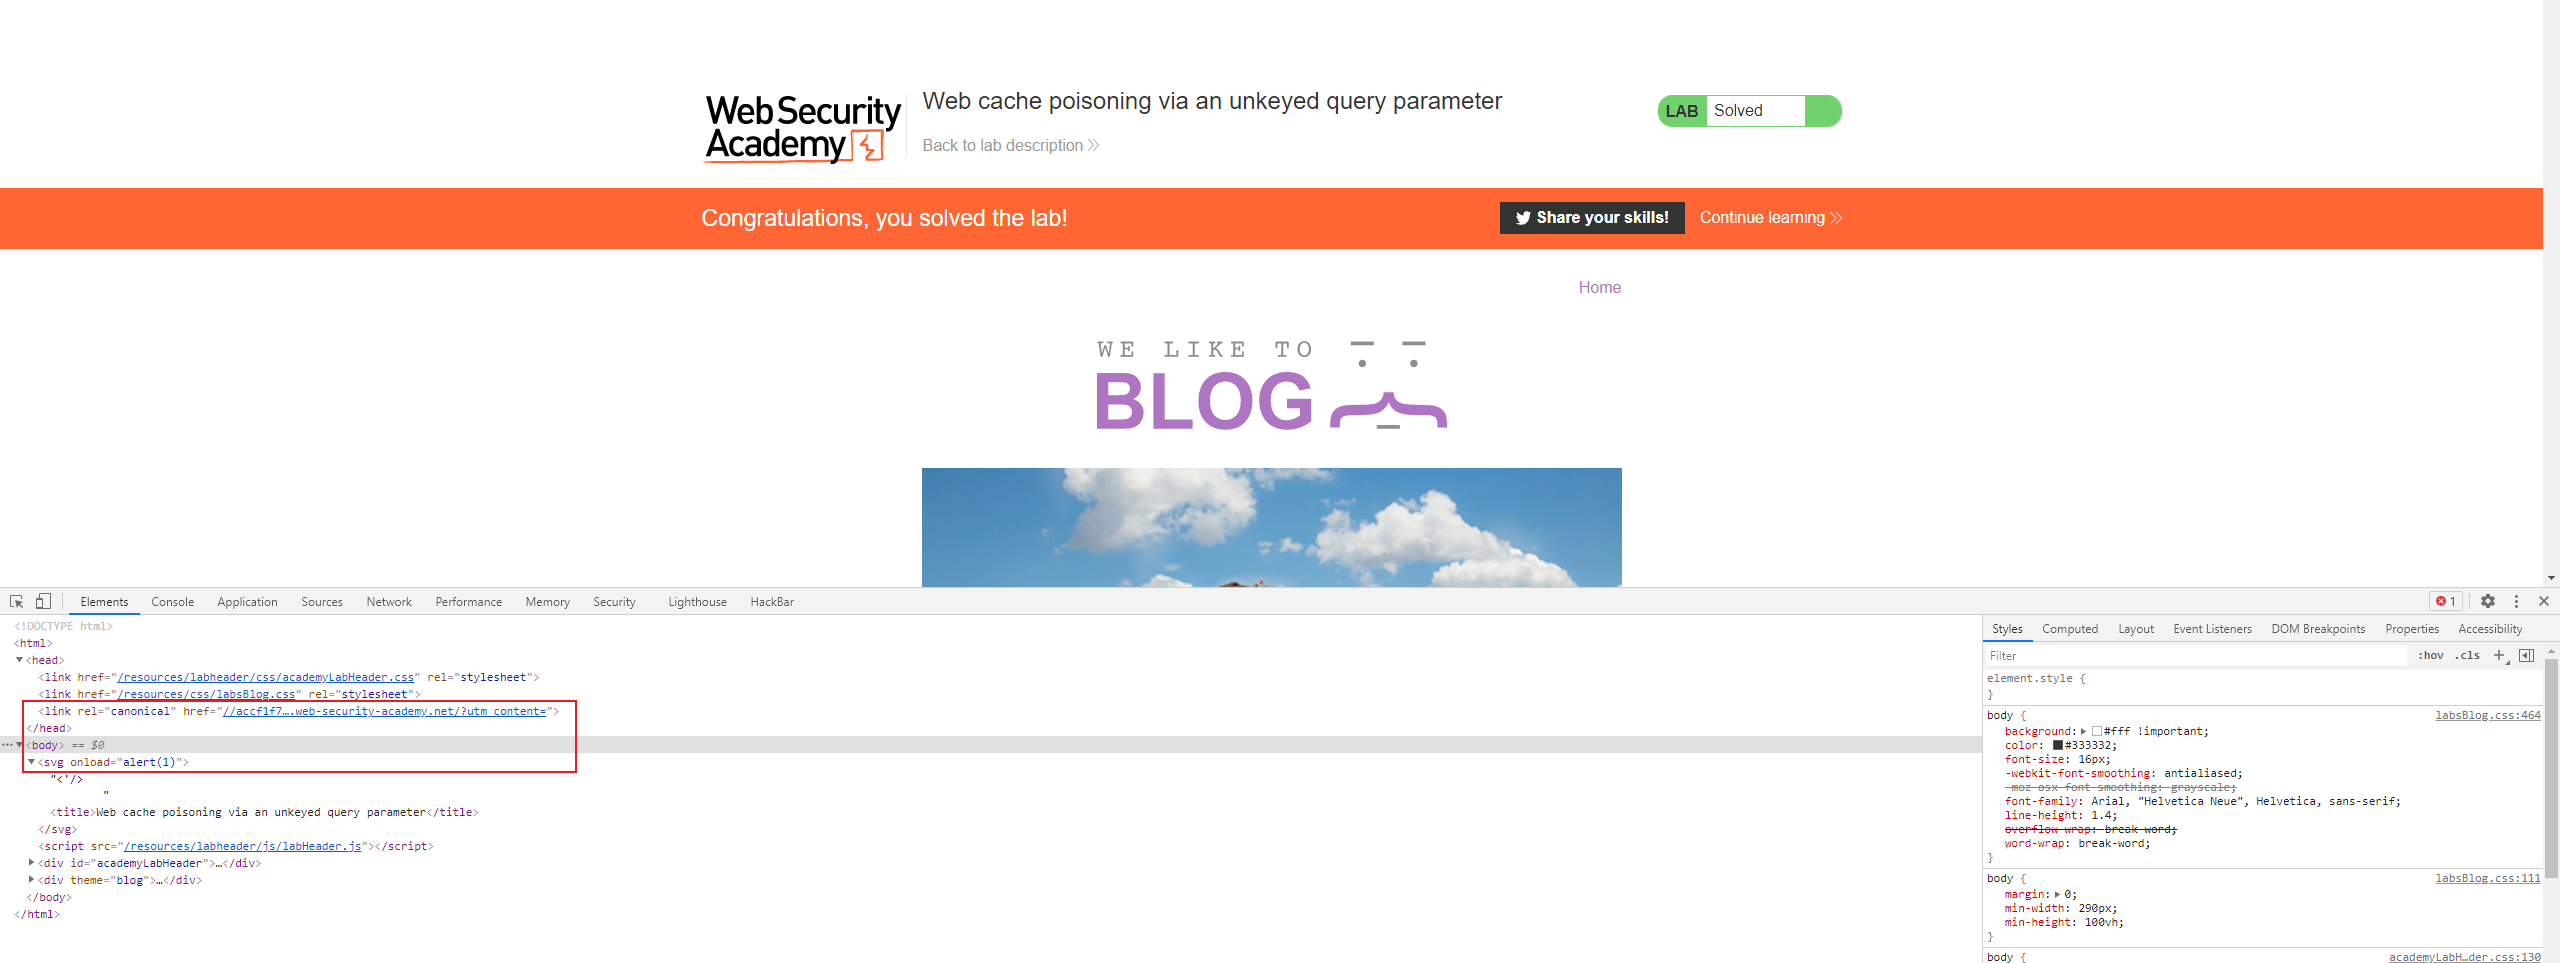 Web Security
Academy
Web cache poisoning via an unkeyed query parameter
Back to lab description
LAB Solved
Congratulations, you solved the lab!
Share your skills!
Continue learning
Home
WE LIKE TO
BLOG
Elements Console Application Sources Network Performance Memory Security Lighthouse HackBar
1
<!DOCTYPE html>
<html>
<head>
<link href="/resources/labheader/css/academyLabHeader.css" rel="stylesheet">
<link href="/resources/css/labsBlog.css" rel="stylesheet">
<link rel="canonical" href="//accf1f7….web-security-academy.net/?utm_content=">
</head>
<body> == $0
<svg onload="alert(1)">
"<'/>
"
<title>Web cache poisoning via an unkeyed query parameter</title>
</svg>
<script src="/resources/labheader/js/labHeader.js"></script>
<div id="academyLabHeader">…</div>
<div theme="blog">…</div>
</body>
</html>
Styles Computed Layout Event Listeners DOM Breakpoints Properties Accessibility
Filter
:hov .cls +
element.style {
}
body { labsBlog.css:464
background: #fff !important;
color: #333332;
font-size: 16px;
-webkit-font-smoothing: antialiased;
-moz-osx-font-smoothing: grayscale;
font-family: Arial, "Helvetica Neue", Helvetica, sans-serif;
line-height: 1.4;
overflow-wrap: break-word;
word-wrap: break-word;
}
body { labsBlog.css:111
margin: 0;
min-width: 290px;
min-height: 100vh;
}
body { academyLabH…der.css:130